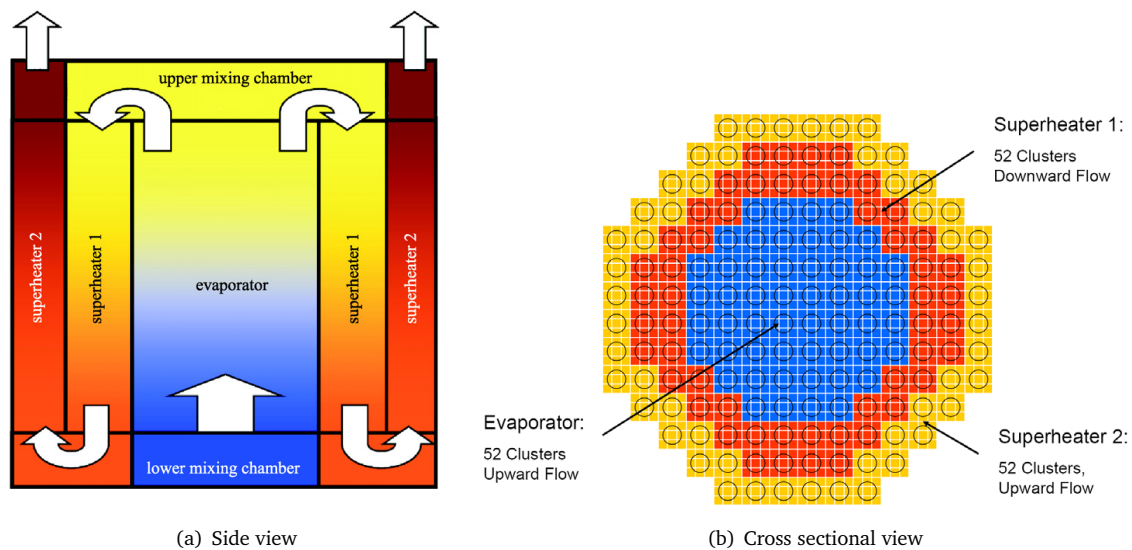 upper mixing chamber
superheater 2
superheater 1
evaporator
superheater 1
superheater 2
lower mixing chamber
Superheater 1:
52 Clusters
Downward Flow
Evaporator:
52 Clusters
Upward Flow
Superheater 2:
52 Clusters,
Upward Flow
(a) Side view
(b) Cross sectional view